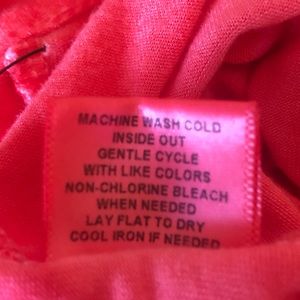 MACHINE WASH COLD
INSIDE OUT
GENTLE CYCLE
WITH LIKE COLORS
NON-CHLORINE BLEACH
WHEN NEEDED
LAY FLAT TO DRY
COOL IRON IF NEEDED